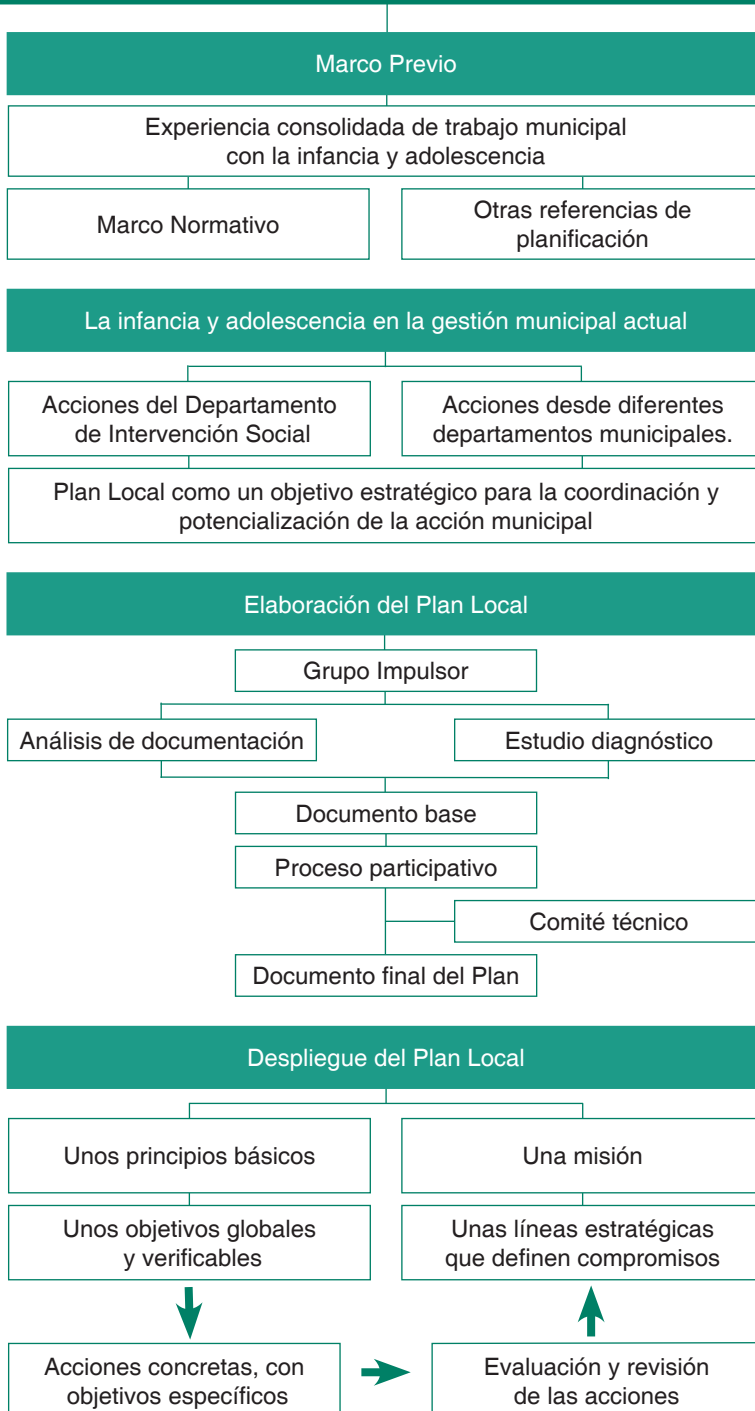 Marco Previo
Experiencia consolidada de trabajo municipal
con la infancia y adolescencia
Marco Normativo
Otras referencias de
planificación
La infancia y adolescencia en la gestión municipal actual
Acciones del Departamento
de Intervención Social
Acciones desde diferentes
departamentos municipales.
Plan Local como un objetivo estratégico para la coordinación y
potencialización de la acción municipal
Elaboración del Plan Local
Grupo Impulsor
Análisis de documentación
Estudio diagnóstico
Documento base
Proceso participativo
Comité técnico
Documento final del Plan
Despliegue del Plan Local
Unos principios básicos
Una misión
Unos objetivos globales
y verificables
Unas líneas estratégicas
que definen compromisos
Acciones concretas, con
objetivos específicos
Evaluación y revisión
de las acciones